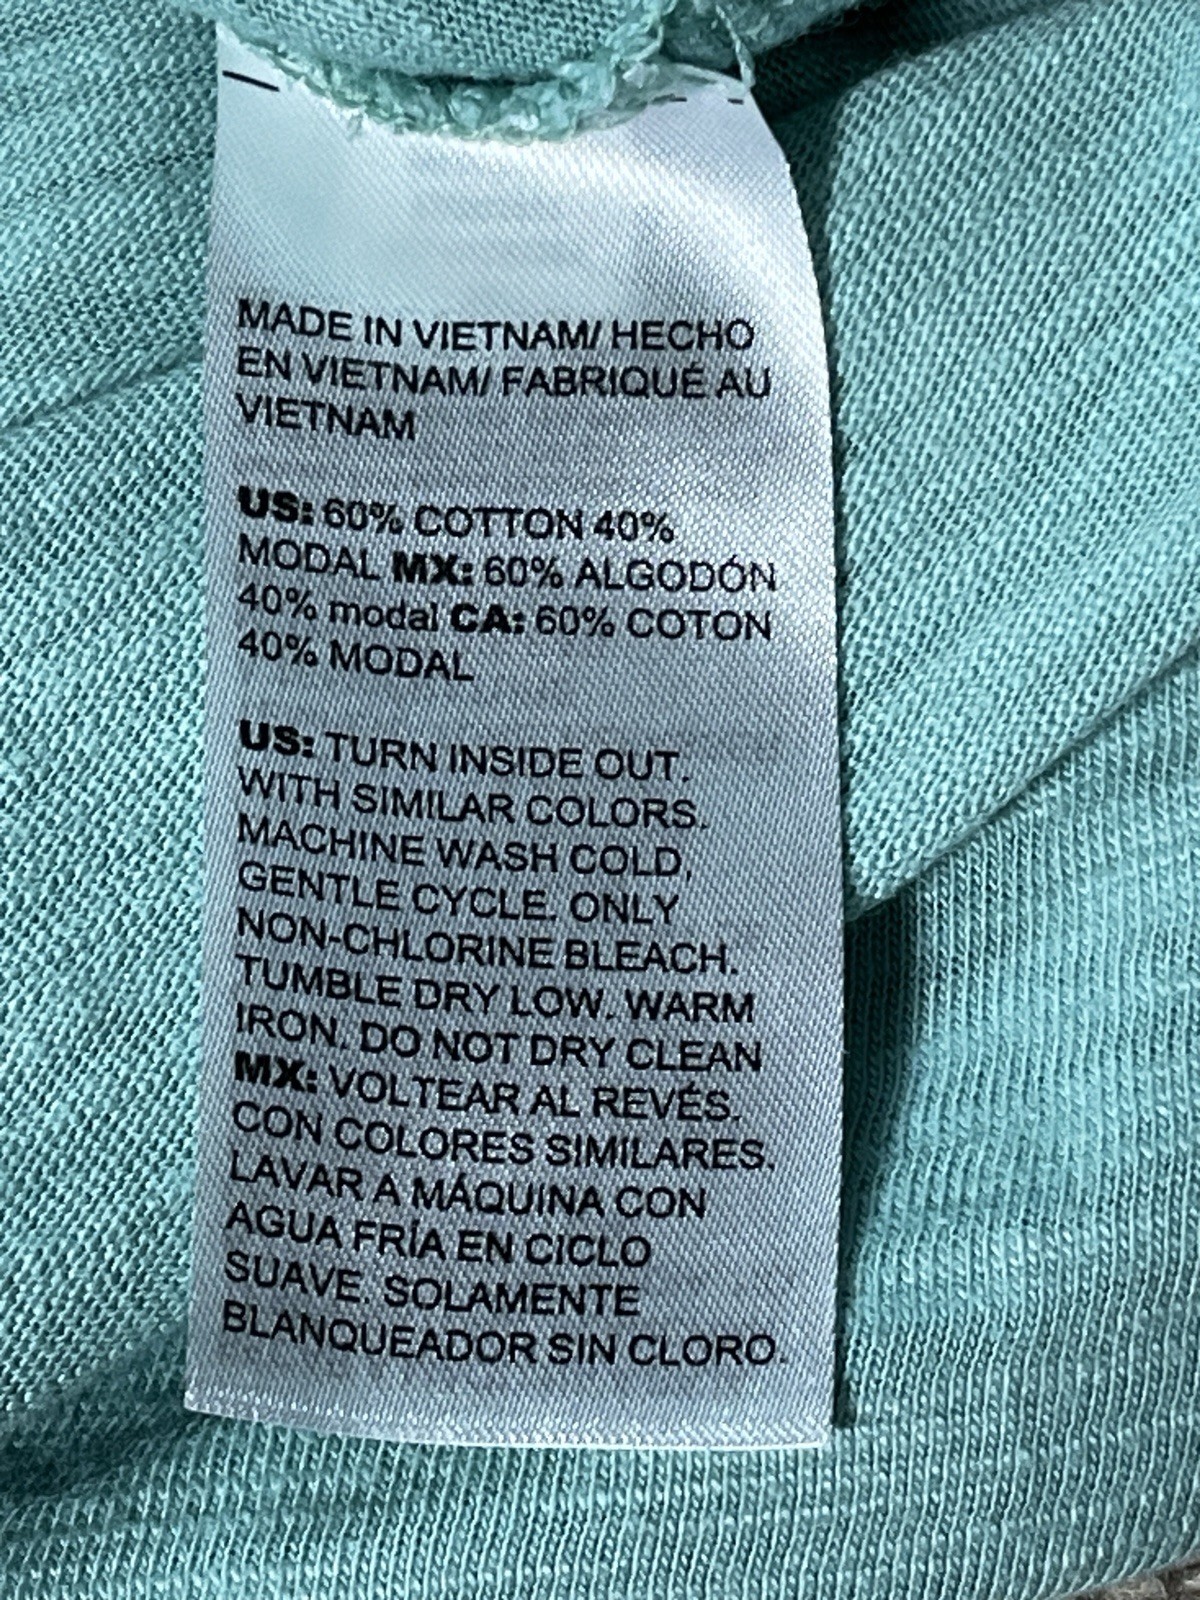 MADE IN VIETNAM/ HECHO
EN VIETNAM/ FABRIQUÉ AU
VIETNAM
US: 60% COTTON 40%
MODAL MX: 60% ALGODÓN
40% modal CA: 60% COTON
40% MODAL
US: TURN INSIDE OUT.
WITH SIMILAR COLORS.
MACHINE WASH COLD,
GENTLE CYCLE. ONLY
NON-CHLORINE BLEACH.
TUMBLE DRY LOW. WARM
IRON. DO NOT DRY CLEAN
MX: VOLTEAR AL REVÉS.
CON COLORES SIMILARES.
LAVAR A MÁQUINA CON
AGUA FRÍA EN CICLO
SUAVE. SOLAMENTE
BLANQUEADOR SIN CLORO.